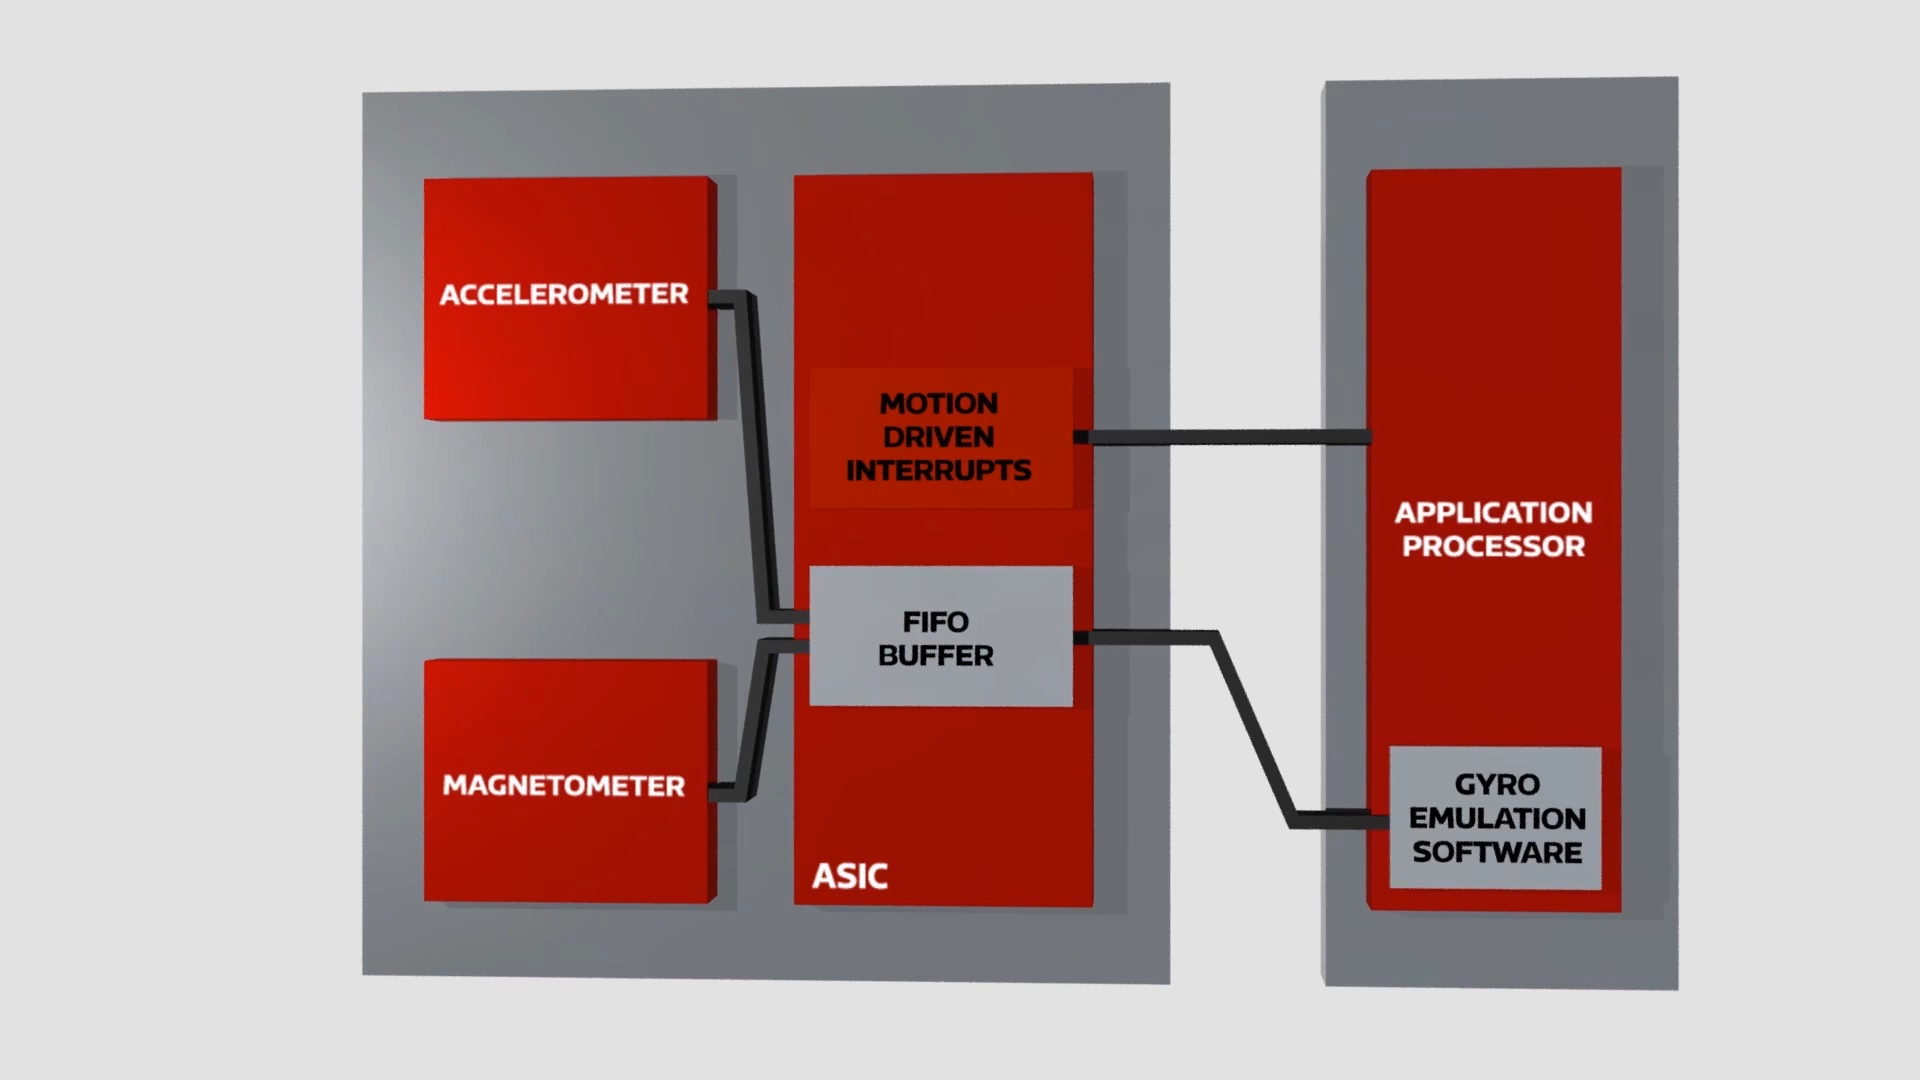 ACCELEROMETER
MAGNETOMETER
MOTION
DRIVEN
INTERRUPTS
FIFO
BUFFER
ASIC
APPLICATION
PROCESSOR
GYRO
EMULATION
SOFTWARE